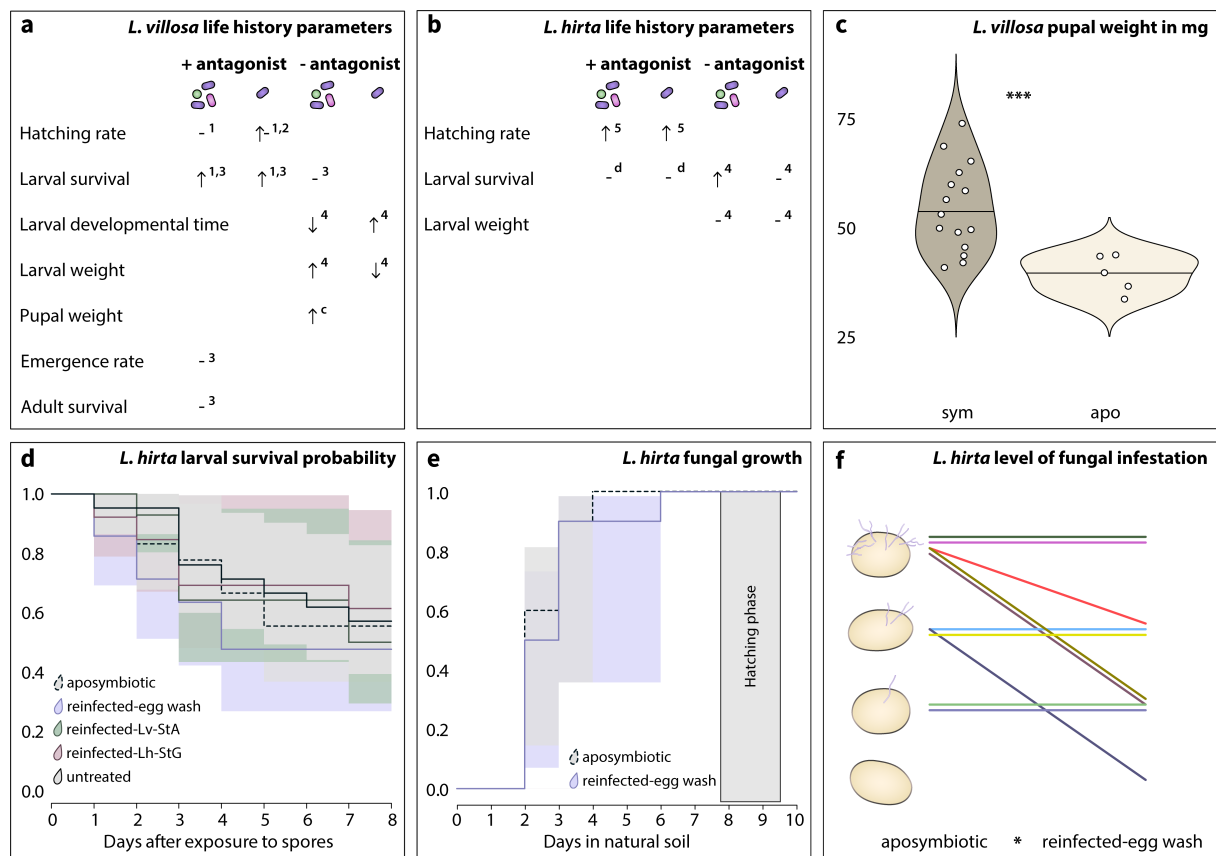 a L. villosa life history parameters
+ antagonist - antagonist
Hatching rate -1 ↑-1,2
Larval survival ↑1,3 ↑1,3 -3
Larval developmental time ↓4 ↑4
Larval weight ↑4 ↓4
Pupal weight ↑c
Emergence rate -3
Adult survival -3
b L. hirta life history parameters
+ antagonist - antagonist
Hatching rate ↑5 ↑5
Larval survival -d -d ↑4 -4
Larval weight -4 -4
c L. villosa pupal weight in mg
***
75
50
25
sym apo
d L. hirta larval survival probability
1.0
0.8
0.6
0.4
0.2
0.0
aposymbiotic
reinfected-egg wash
reinfected-Lv-StA
reinfected-Lh-StG
untreated
0 1 2 3 4 5 6 7 8
Days after exposure to spores
e L. hirta fungal growth
1.0
0.8
0.6
0.4
0.2
0.0
Hatching phase
aposymbiotic
reinfected-egg wash
0 1 2 3 4 5 6 7 8 9 10
Days in natural soil
f L. hirta level of fungal infestation
aposymbiotic * reinfected-egg wash